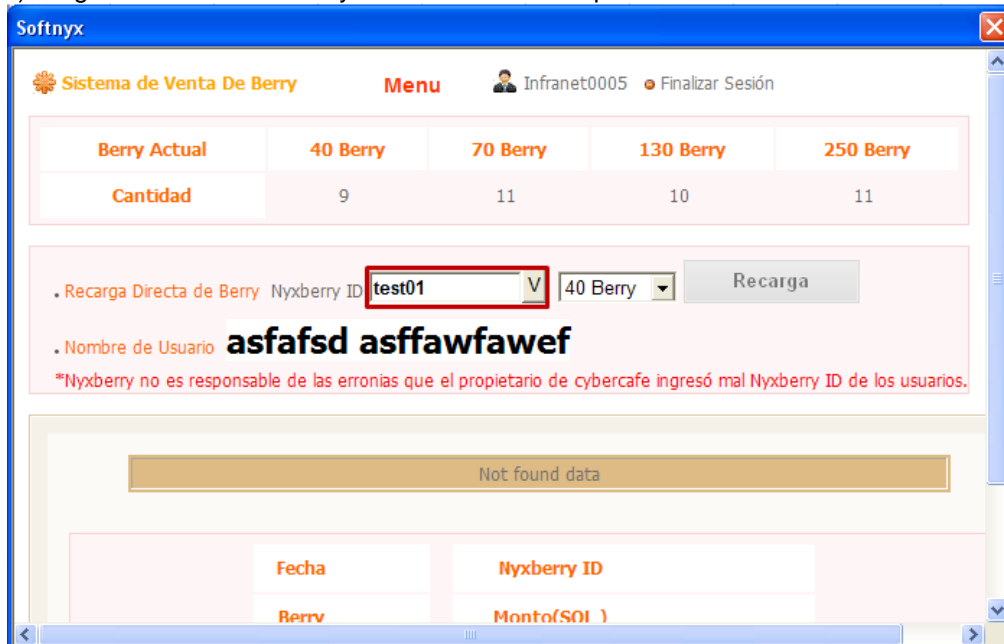 Softnyx
Sistema de Venta De Berry Menu Infranet0005 Finalizar Sesión
Berry Actual 40 Berry 70 Berry 130 Berry 250 Berry
Cantidad 9 11 10 11
. Recarga Directa de Berry Nyxberry ID test01 V 40 Berry Recarga
. Nombre de Usuario asfafsd asffawfawef
*Nyxberry no es responsable de las erronias que el propietario de cybercafe ingresó mal Nyxberry ID de los usuarios.
Not found data
Fecha Nyxberry ID
Berry Monto(SOL )